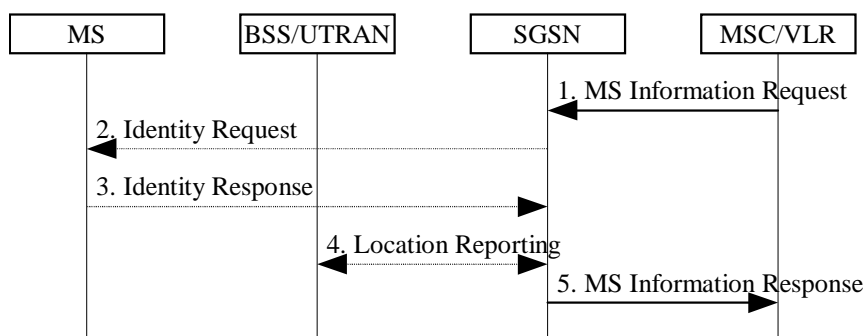 MS
BSS/UTRAN
SGSN
MSC/VLR
1. MS Information Request
2. Identity Request
3. Identity Response
4. Location Reporting
5. MS Information Response